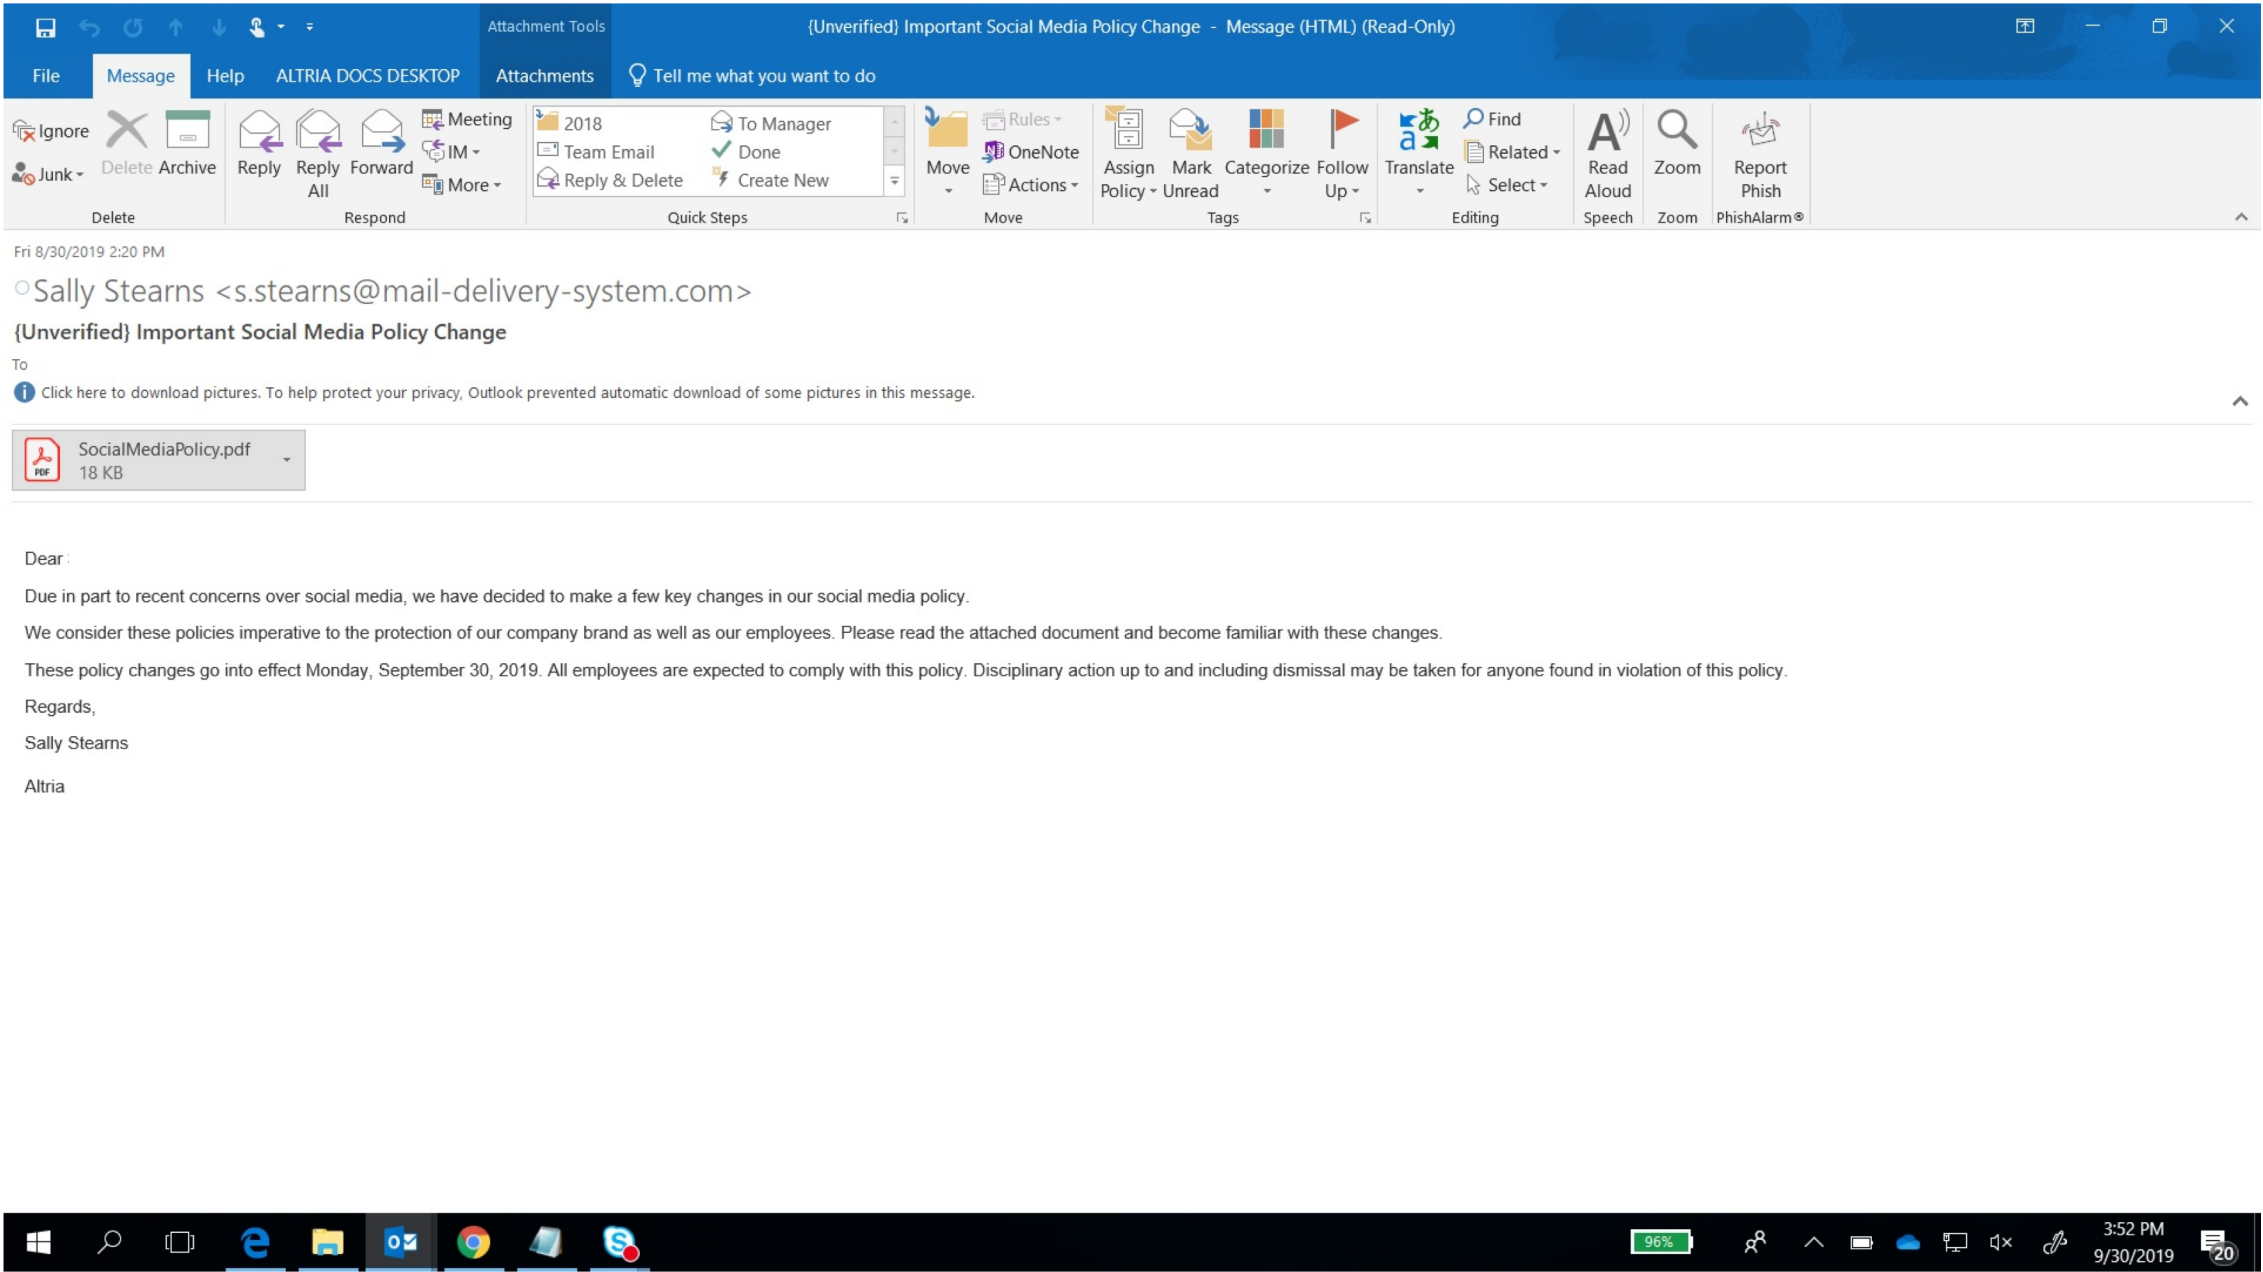 Attachment Tools
{Unverified} Important Social Media Policy Change - Message (HTML) (Read-Only)
File Message Help ALTRIA DOCS DESKTOP Attachments Tell me what you want to do
Ignore
Junk
Delete
Archive
Delete
Reply
Reply All
Forward
Meeting
IM
More
Respond
2018
Team Email
Reply & Delete
To Manager
Done
Create New
Quick Steps
Move
Rules
OneNote
Actions
Move
Assign Policy
Mark Unread
Categorize
Follow Up
Tags
Translate
Find
Related
Select
Editing
Read Aloud
Speech
Zoom
Zoom
Report Phish
PhishAlarm®
Fri 8/30/2019 2:20 PM
Sally Stearns <s.stearns@mail-delivery-system.com>
{Unverified} Important Social Media Policy Change
To
Click here to download pictures. To help protect your privacy, Outlook prevented automatic download of some pictures in this message.
PDF
SocialMediaPolicy.pdf
18 KB
Dear
Due in part to recent concerns over social media, we have decided to make a few key changes in our social media policy.
We consider these policies imperative to the protection of our company brand as well as our employees. Please read the attached document and become familiar with these changes.
These policy changes go into effect Monday, September 30, 2019. All employees are expected to comply with this policy. Disciplinary action up to and including dismissal may be taken for anyone found in violation of this policy.
Regards,
Sally Stearns
Altria
96%
3:52 PM
9/30/2019
20